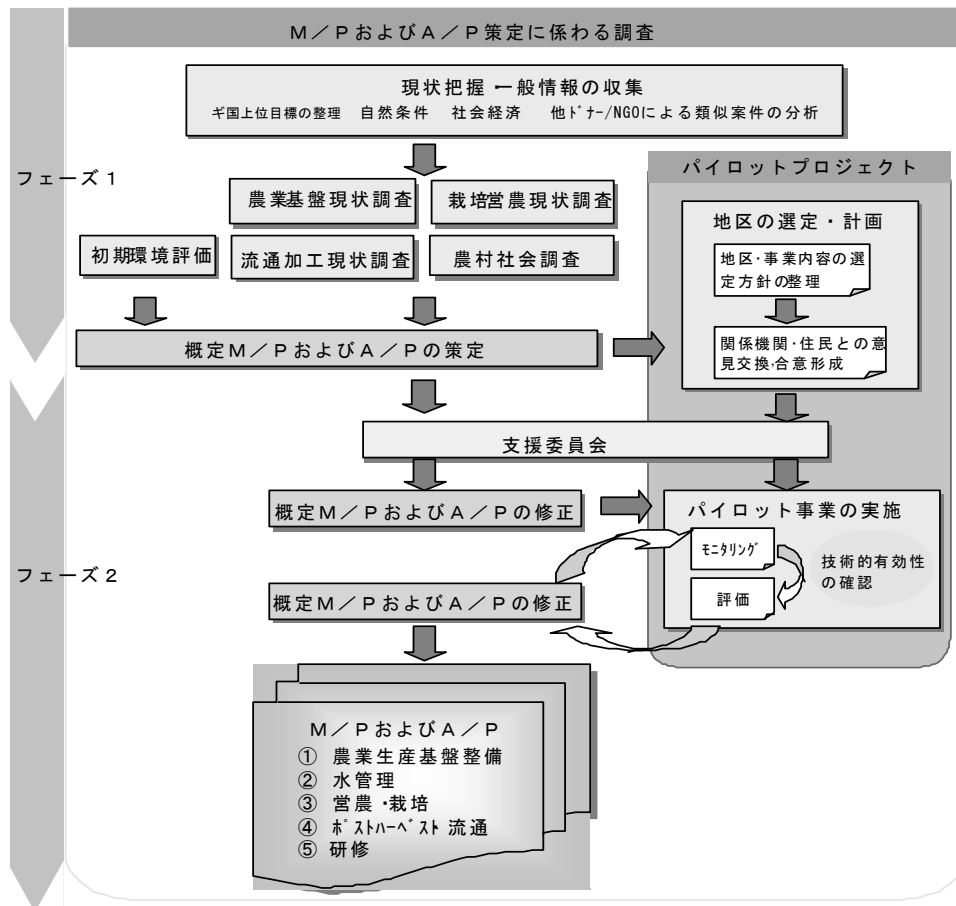 M/PおよびA/P策定に係わる調査
現状把握・一般情報の収集
ギ国上位目標の整理 自然条件 社会経済 他ドナー/NGOによる類似案件の分析
フェーズ1
農業基盤現状調査
栽培営農現状調査
初期環境評価
流通加工現状調査
農村社会調査
概定M/PおよびA/Pの策定
パイロットプロジェクト
地区の選定・計画
地区・事業内容の選
定方針の整理
関係機関・住民との意
見交換,合意形成
支援委員会
フェーズ2
概定M/PおよびA/Pの修正
パイロット事業の実施
モニタリング
評価
技術的有効性
の確認
概定M/PおよびA/Pの修正
M/PおよびA/P
① 農業生産基盤整備
② 水管理
③ 営農・栽培
④ ポストハーベスト 流通
⑤ 研修